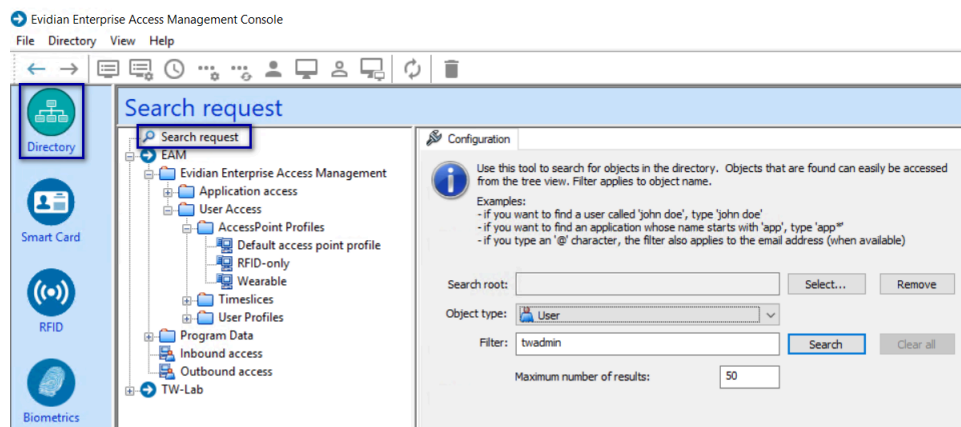 Evidian Enterprise Access Management Console
File Directory View Help
Search request
Directory
Smart Card
RFID
Biometrics
Search request
EAM
Evidian Enterprise Access Management
Application access
User Access
AccessPoint Profiles
Default access point profile
RFID-only
Wearable
Timeslices
User Profiles
Program Data
Inbound access
Outbound access
TW-Lab
Configuration
Use this tool to search for objects in the directory. Objects that are found can easily be accessed
from the tree view. Filter applies to object name.
Examples:
- if you want to find a user called 'john doe', type 'john doe'
- if you want to find an application whose name starts with 'app', type 'app*'
- if you type an '@' character, the filter also applies to the email address (when available)
Search root: Select... Remove
Object type: User
Filter: twadmin Search Clear all
Maximum number of results: 50